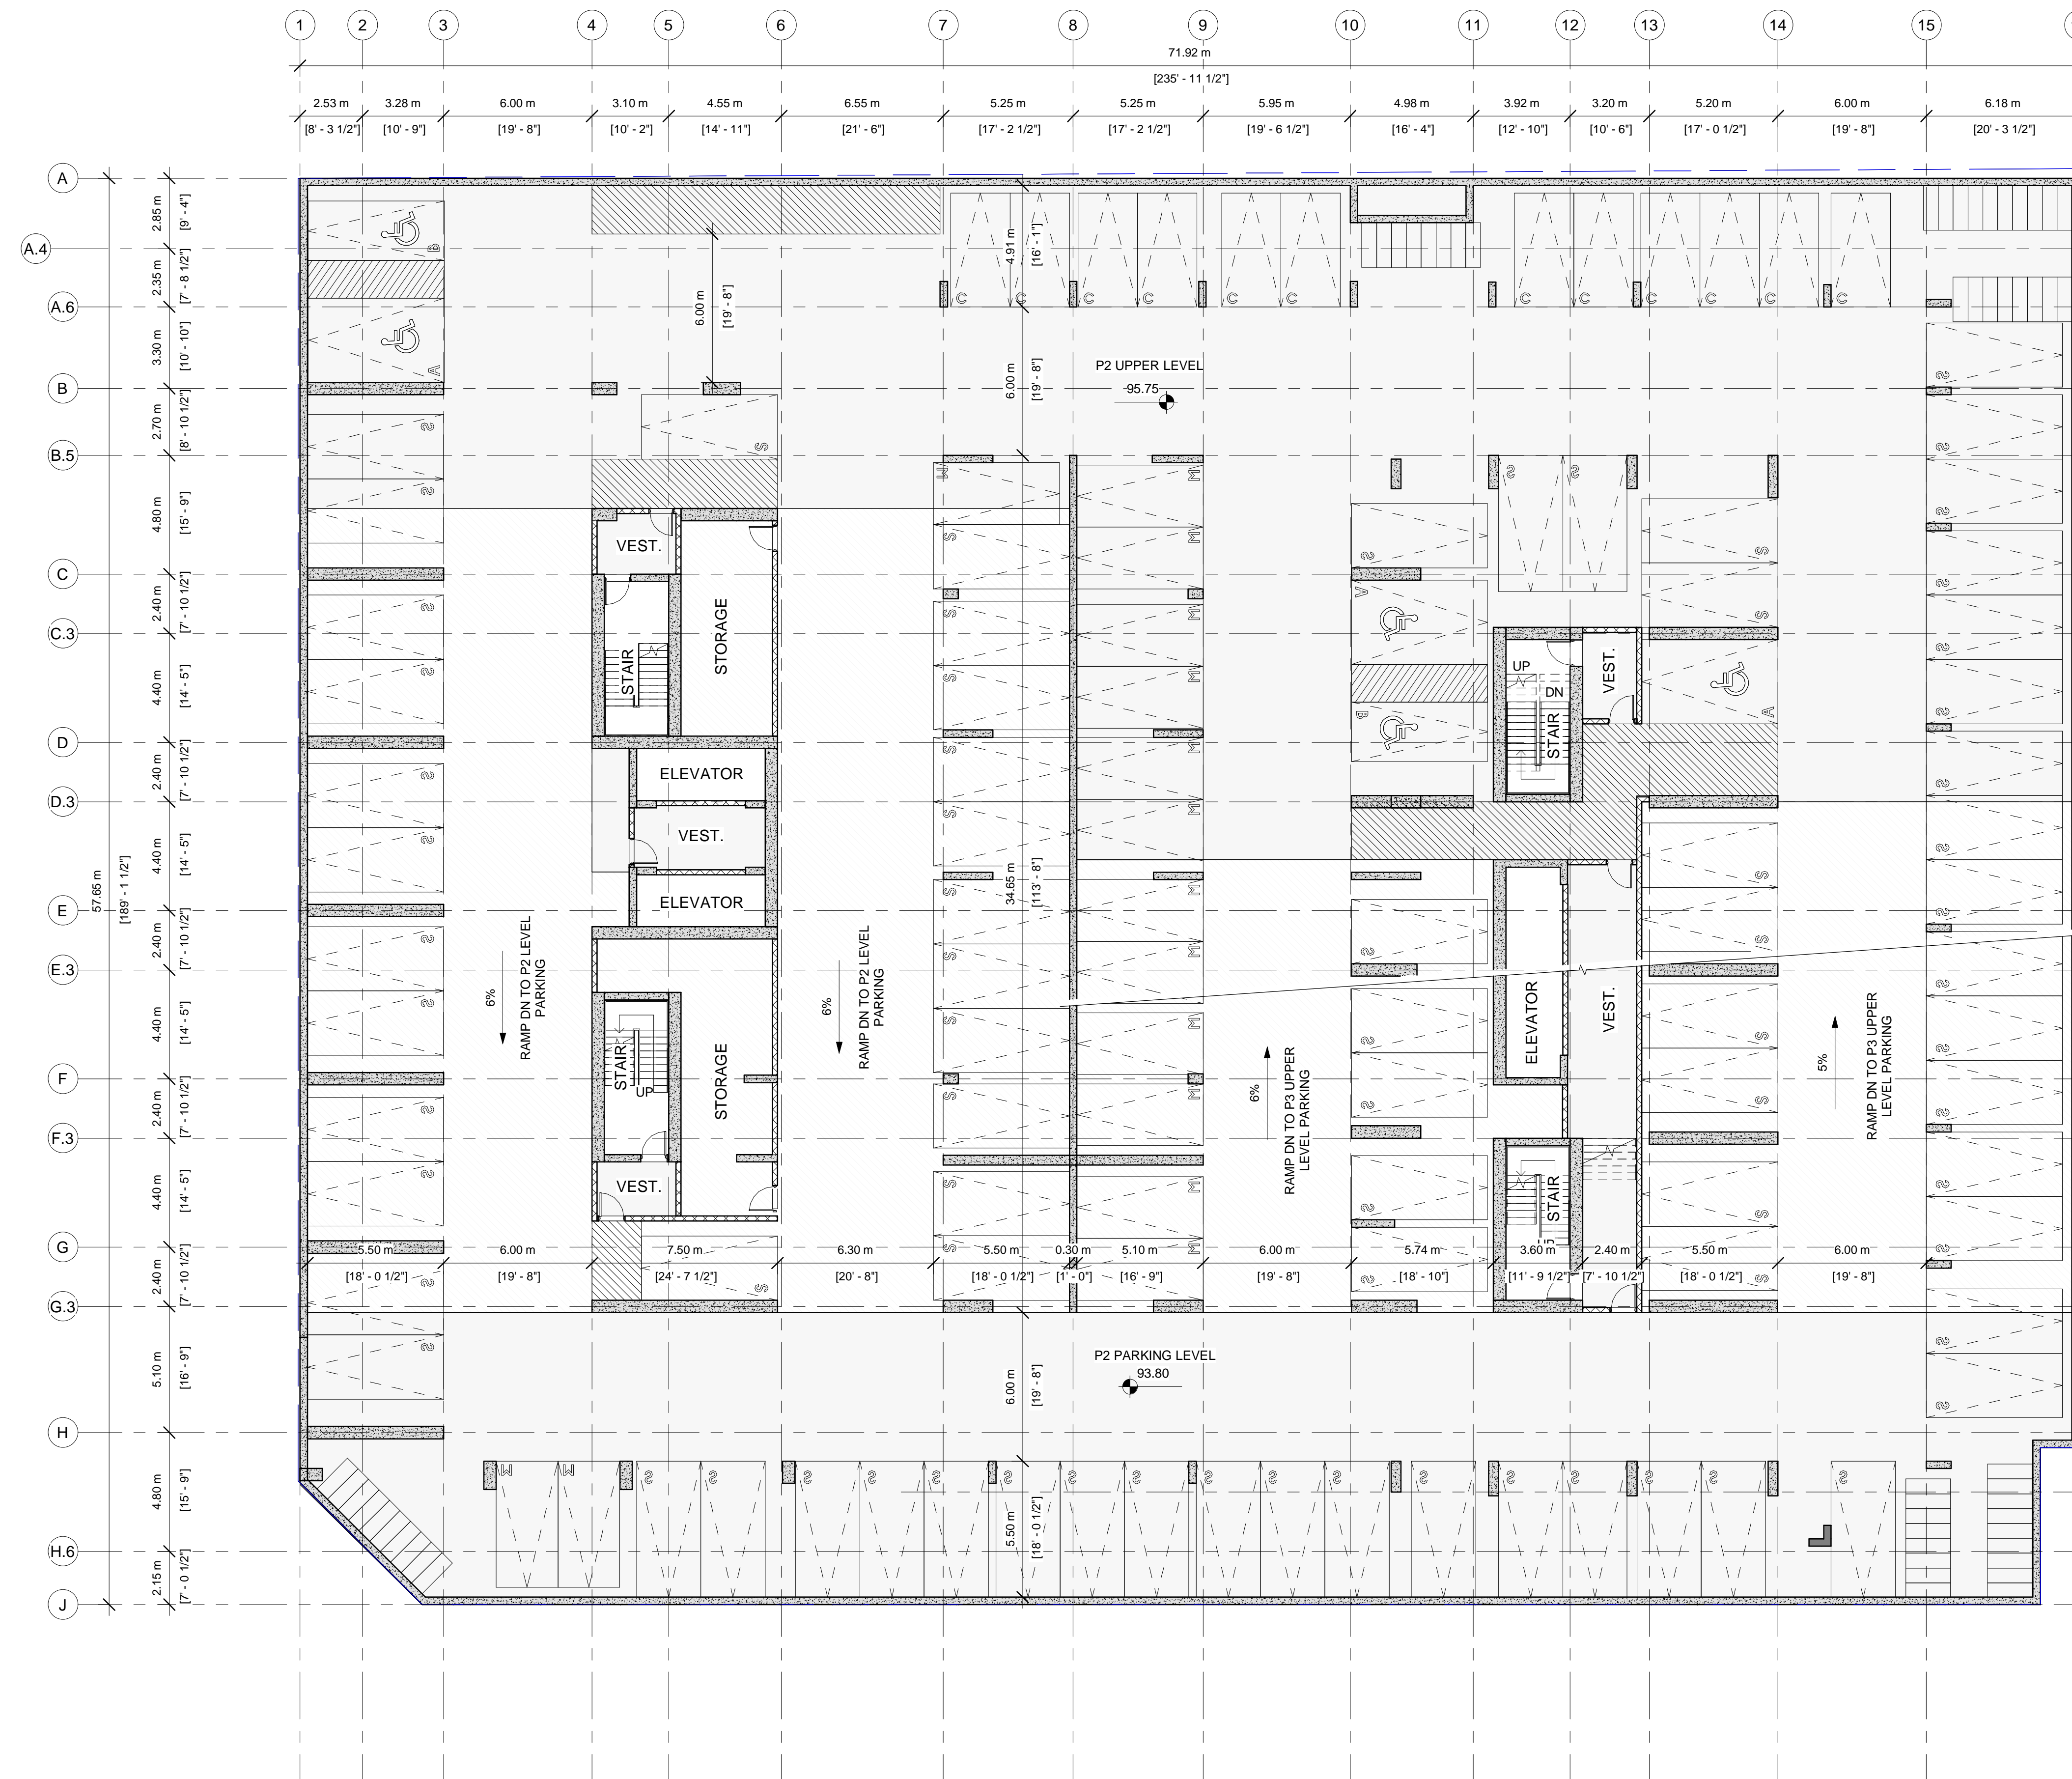 1 2 3 4 5 6 7 8 9 10 11 12 13 14 15
71.92 m
[235' - 11 1/2"]
2.53 m 3.28 m 6.00 m 3.10 m 4.55 m 6.55 m 5.25 m 5.25 m 5.95 m 4.98 m 3.92 m 3.20 m 5.20 m 6.00 m 6.18 m
[8' - 3 1/2"] [10' - 9"] [19' - 8"] [10' - 2"] [14' - 11"] [21' - 6"] [17' - 2 1/2"] [17' - 2 1/2"] [19' - 6 1/2"] [16' - 4"] [12' - 10"] [10' - 6"] [17' - 0 1/2"] [19' - 8"] [20' - 3 1/2"]
A
A.4
A.6
B
B.5
C
C.3
D
D.3
E
E.3
F
F.3
G
G.3
H
H.6
J
57.65 m
[189' - 1 1/2"]
2.85 m
[9' - 4"]
2.35 m
[7' - 8 1/2"]
3.30 m
[10' - 10"]
2.70 m
[8' - 10 1/2"]
4.80 m
[15' - 9"]
2.40 m
[7' - 10 1/2"]
4.40 m
[14' - 5"]
2.40 m
[7' - 10 1/2"]
4.40 m
[14' - 5"]
2.40 m
[7' - 10 1/2"]
4.40 m
[14' - 5"]
2.40 m
[7' - 10 1/2"]
4.40 m
[14' - 5"]
2.40 m
[7' - 10 1/2"]
5.10 m
[16' - 9"]
4.80 m
[15' - 9"]
2.15 m
[7' - 0 1/2"]
B
A
6.00 m
[19' - 8"]
4.91 m
[16' - 1"]
C C C C C C C C C C C
6.00 m
[19' - 8"]
P2 UPPER LEVEL
95.75
VEST.
STORAGE
STAIR
ELEVATOR
VEST.
ELEVATOR
STAIR
UP
STORAGE
VEST.
6%
RAMP DN TO P2 LEVEL
PARKING
6%
RAMP DN TO P2 LEVEL
PARKING
34.65 m
[113' - 8"]
A
B
UP
DN
STAIR
VEST.
A
ELEVATOR
VEST.
STAIR
6%
RAMP DN TO P3 UPPER
LEVEL PARKING
5%
RAMP DN TO P3 UPPER
LEVEL PARKING
5.50 m 6.00 m 7.50 m 6.30 m 5.50 m 0.30 m 5.10 m 6.00 m 5.74 m 3.60 m 2.40 m 5.50 m 6.00 m
[18' - 0 1/2"] [19' - 8"] [24' - 7 1/2"] [20' - 8"] [18' - 0 1/2"] [1' - 0"] [16' - 9"] [19' - 8"] [18' - 10"] [11' - 9 1/2"] [7' - 10 1/2"] [18' - 0 1/2"] [19' - 8"]
P2 PARKING LEVEL
93.80
6.00 m
[19' - 8"]
5.50 m
[18' - 0 1/2"]
M M S S S S S S S S S S S S S S S S